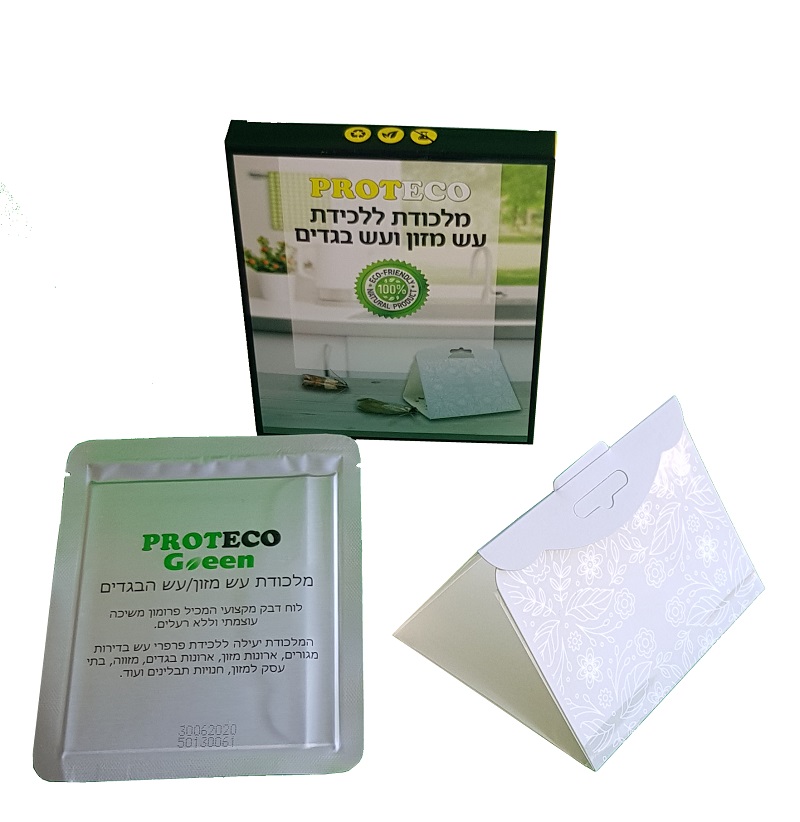 PROTECO
מלכודת ללכידת
עש מזון ועש בגדים
ECO-FRIENDLY
100%
NATURAL PRODUCT
PROTECO
Green
מלכודת עש מזון/עש הבגדים
לוח דבק מקצועי המכיל פרומון משיכה
עוצמתי וללא רעלים.
המלכודת יעילה ללכידת פרפרי עש בדירות
מגורים, ארונות מזון, ארונות בגדים, מזווה, בתי
עסק למזון, חנויות תבלינים ועוד.
30062020
50130061